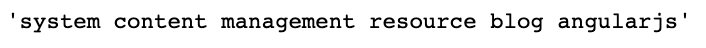 'system content management resource blog angularjs'